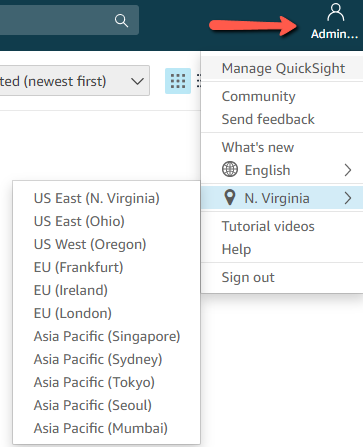 Admin...
ted (newest first)
Manage QuickSight
Community
Send feedback
What's new
English
N. Virginia
Tutorial videos
Help
Sign out
US East (N. Virginia)
US East (Ohio)
US West (Oregon)
EU (Frankfurt)
EU (Ireland)
EU (London)
Asia Pacific (Singapore)
Asia Pacific (Sydney)
Asia Pacific (Tokyo)
Asia Pacific (Seoul)
Asia Pacific (Mumbai)